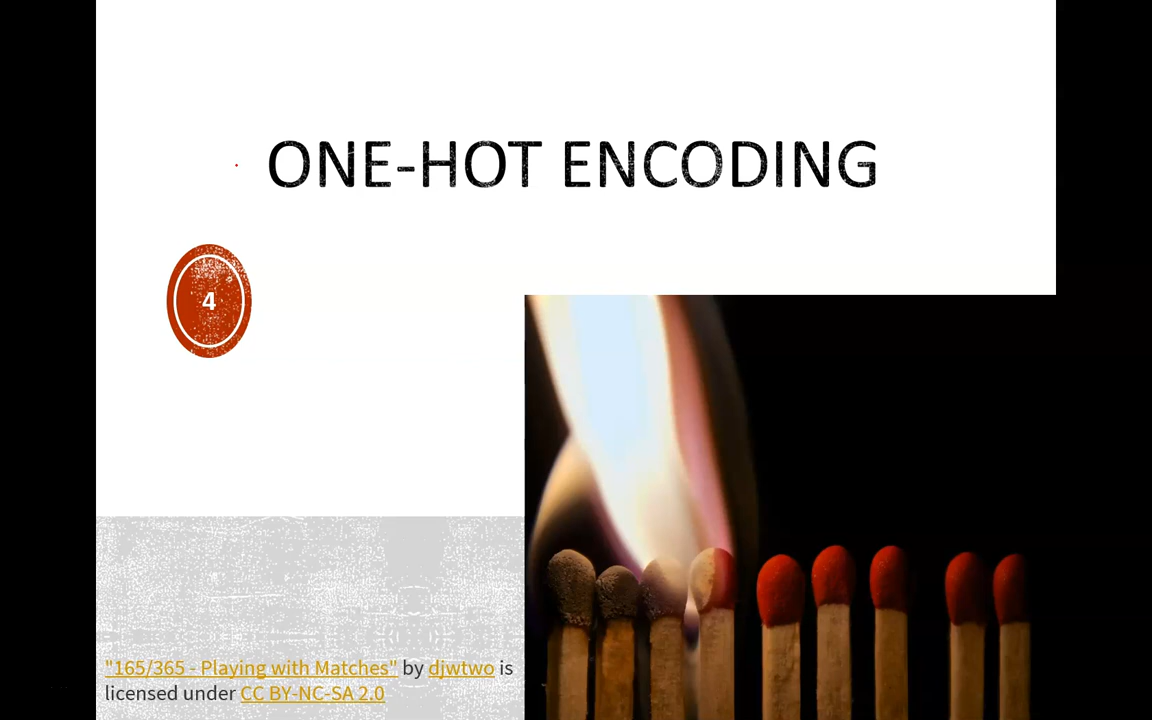 ONE-HOT ENCODING
4
"165/365 - Playing with Matches" by djwtwo is
licensed under CC BY-NC-SA 2.0